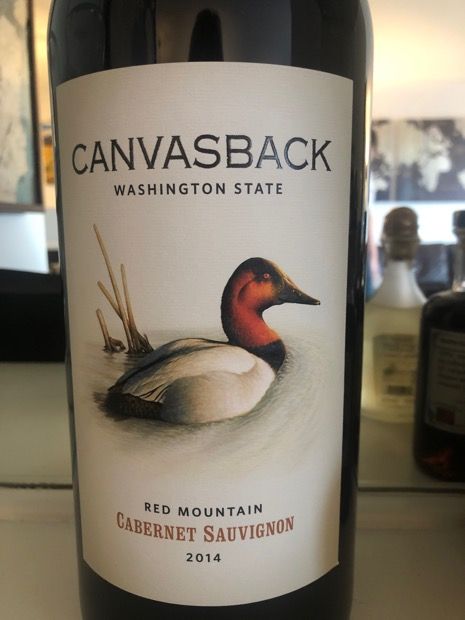 CANVASBACK
WASHINGTON STATE
RED MOUNTAIN
CABERNET SAUVIGNON
2014